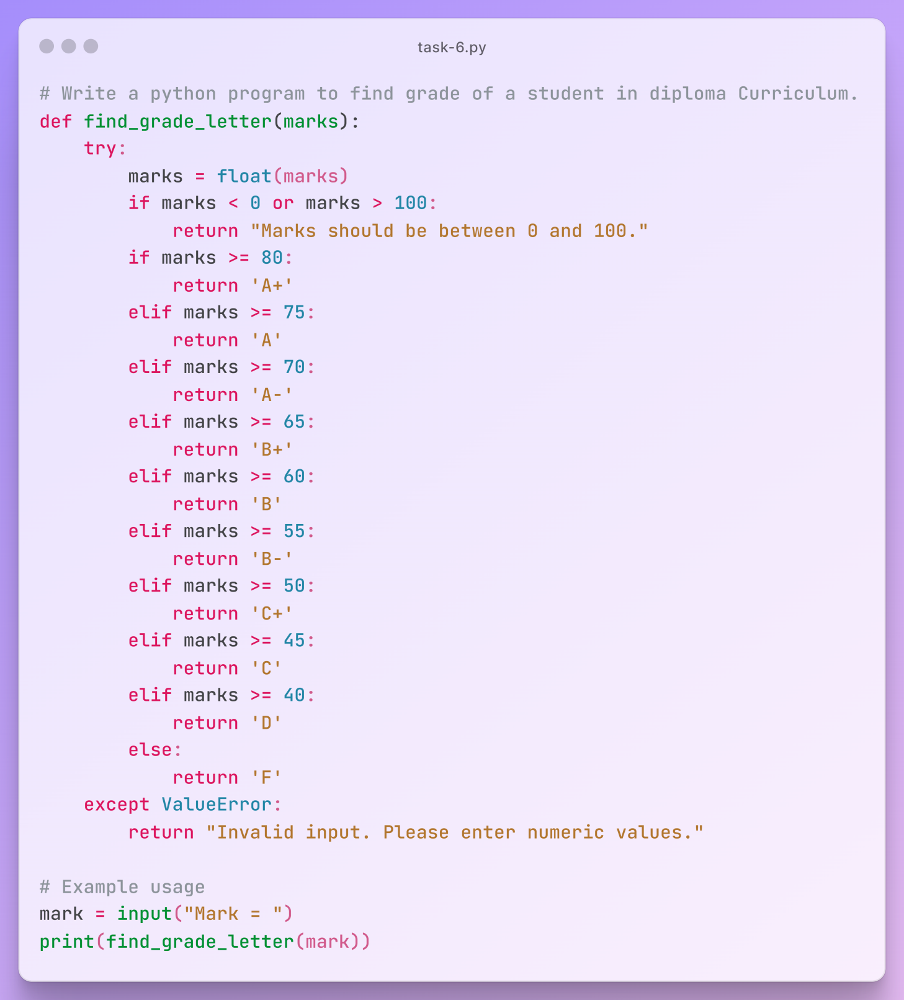 task-6.py
# Write a python program to find grade of a student in diploma Curriculum.
def find_grade_letter(marks):
    try:
        marks = float(marks)
        if marks < 0 or marks > 100:
            return "Marks should be between 0 and 100."
        if marks >= 80:
            return 'A+'
        elif marks >= 75:
            return 'A'
        elif marks >= 70:
            return 'A-'
        elif marks >= 65:
            return 'B+'
        elif marks >= 60:
            return 'B'
        elif marks >= 55:
            return 'B-'
        elif marks >= 50:
            return 'C+'
        elif marks >= 45:
            return 'C'
        elif marks >= 40:
            return 'D'
        else:
            return 'F'
    except ValueError:
        return "Invalid input. Please enter numeric values."

# Example usage
mark = input("Mark = ")
print(find_grade_letter(mark))